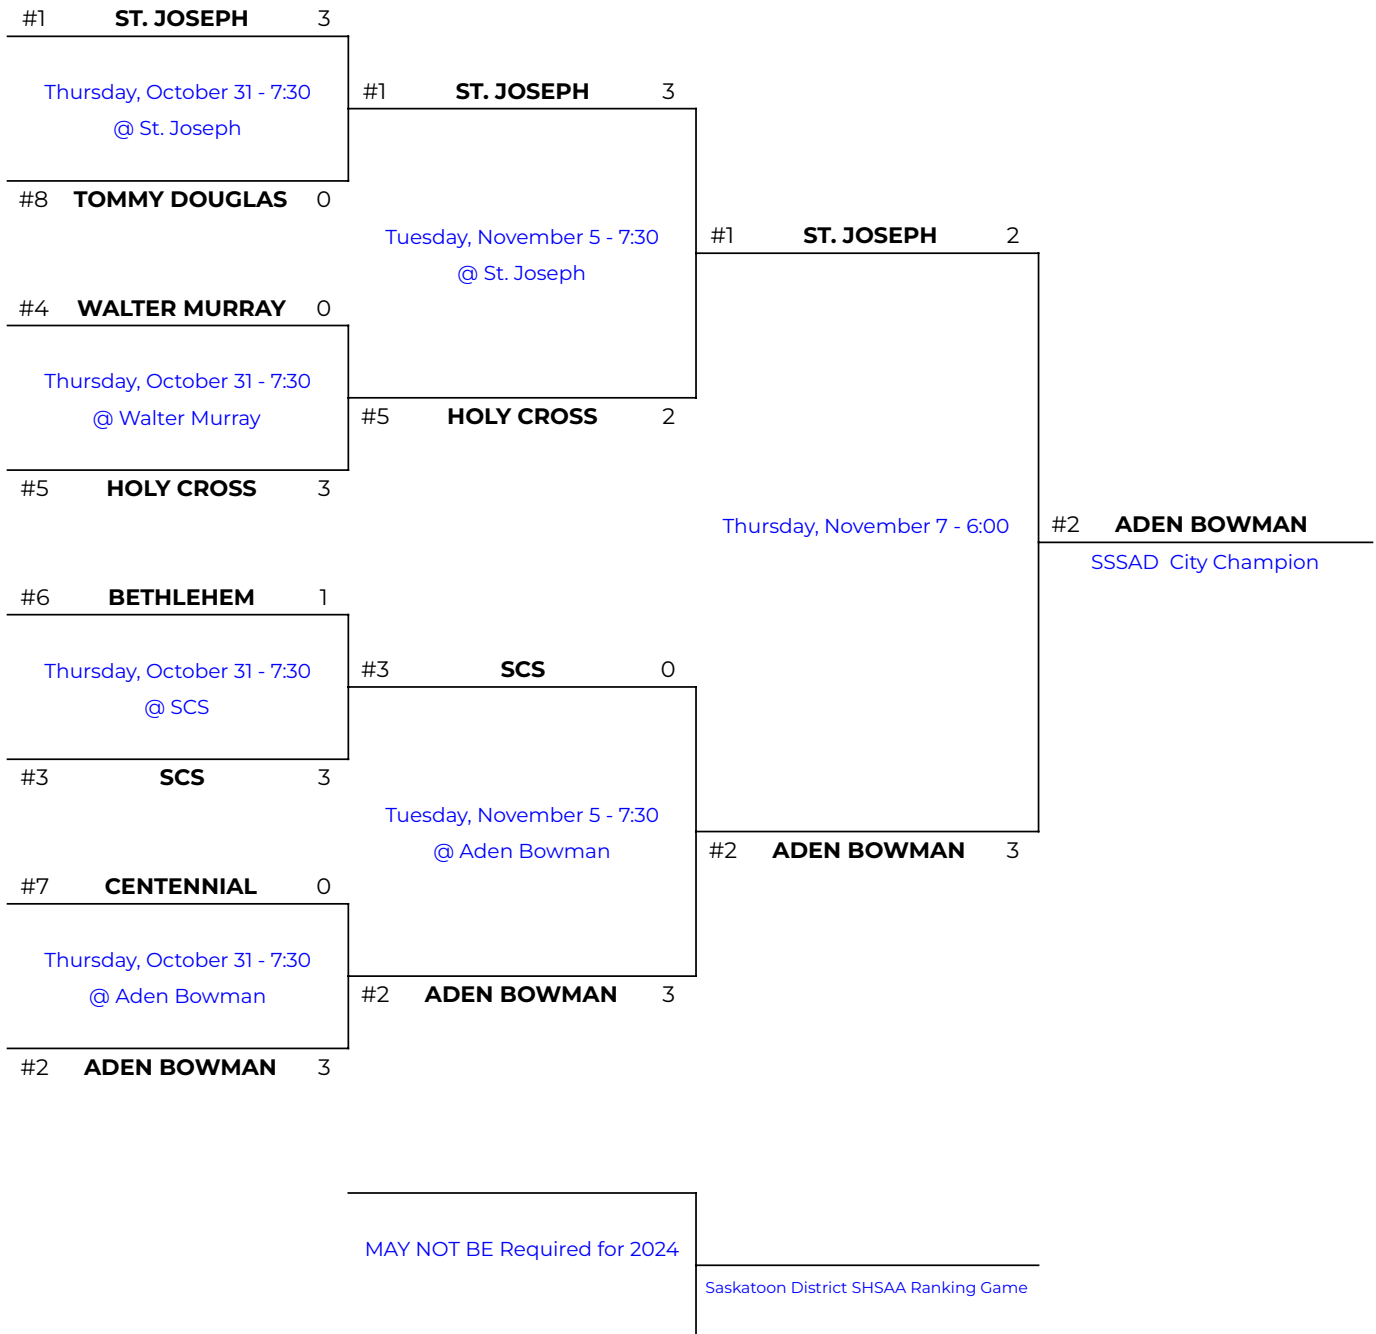 #1 ST. JOSEPH 3
Thursday, October 31 - 7:30
@ St. Joseph
#8 TOMMY DOUGLAS 0
#1 ST. JOSEPH 3
Tuesday, November 5 - 7:30
@ St. Joseph
#1 ST. JOSEPH 2
#4 WALTER MURRAY 0
Thursday, October 31 - 7:30
@ Walter Murray
#5 HOLY CROSS 2
#5 HOLY CROSS 3
Thursday, November 7 - 6:00
#2 ADEN BOWMAN
SSSAD City Champion
#6 BETHLEHEM 1
Thursday, October 31 - 7:30
@ SCS
#3 SCS 0
#3 SCS 3
Tuesday, November 5 - 7:30
@ Aden Bowman
#2 ADEN BOWMAN 3
#7 CENTENNIAL 0
Thursday, October 31 - 7:30
@ Aden Bowman
#2 ADEN BOWMAN 3
#2 ADEN BOWMAN 3
MAY NOT BE Required for 2024
Saskatoon District SHSAA Ranking Game